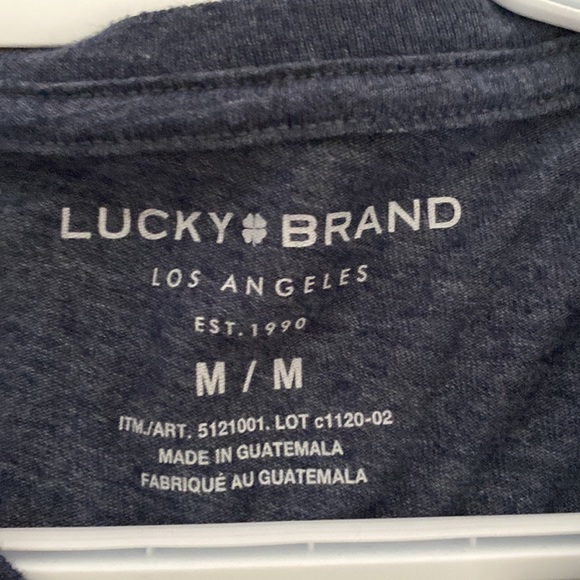 LUCKY BRAND
LOS ANGELES
EST. 1990
M / M
ITM./ART. 5121001. LOT c1120-02
MADE IN GUATEMALA
FABRIQUÉ AU GUATEMALA